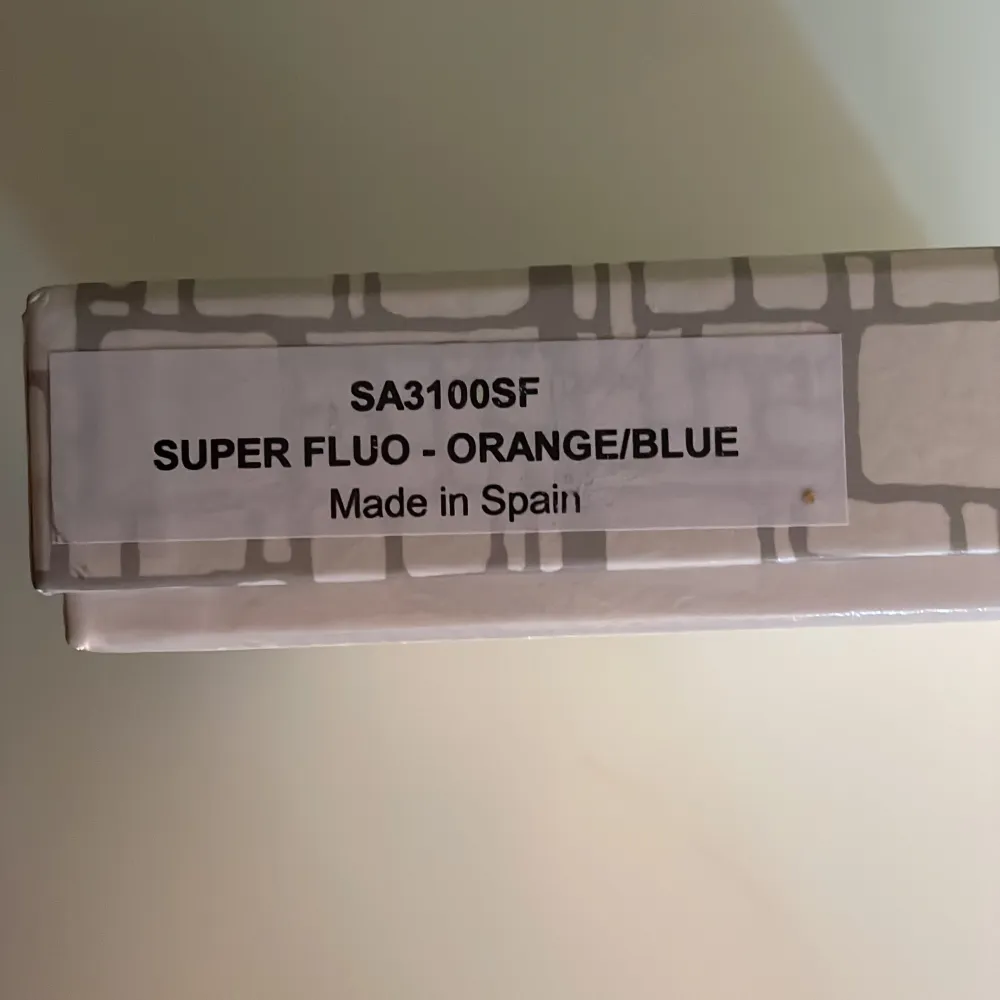 SA3100SF
SUPER FLUO - ORANGE/BLUE
Made in Spain